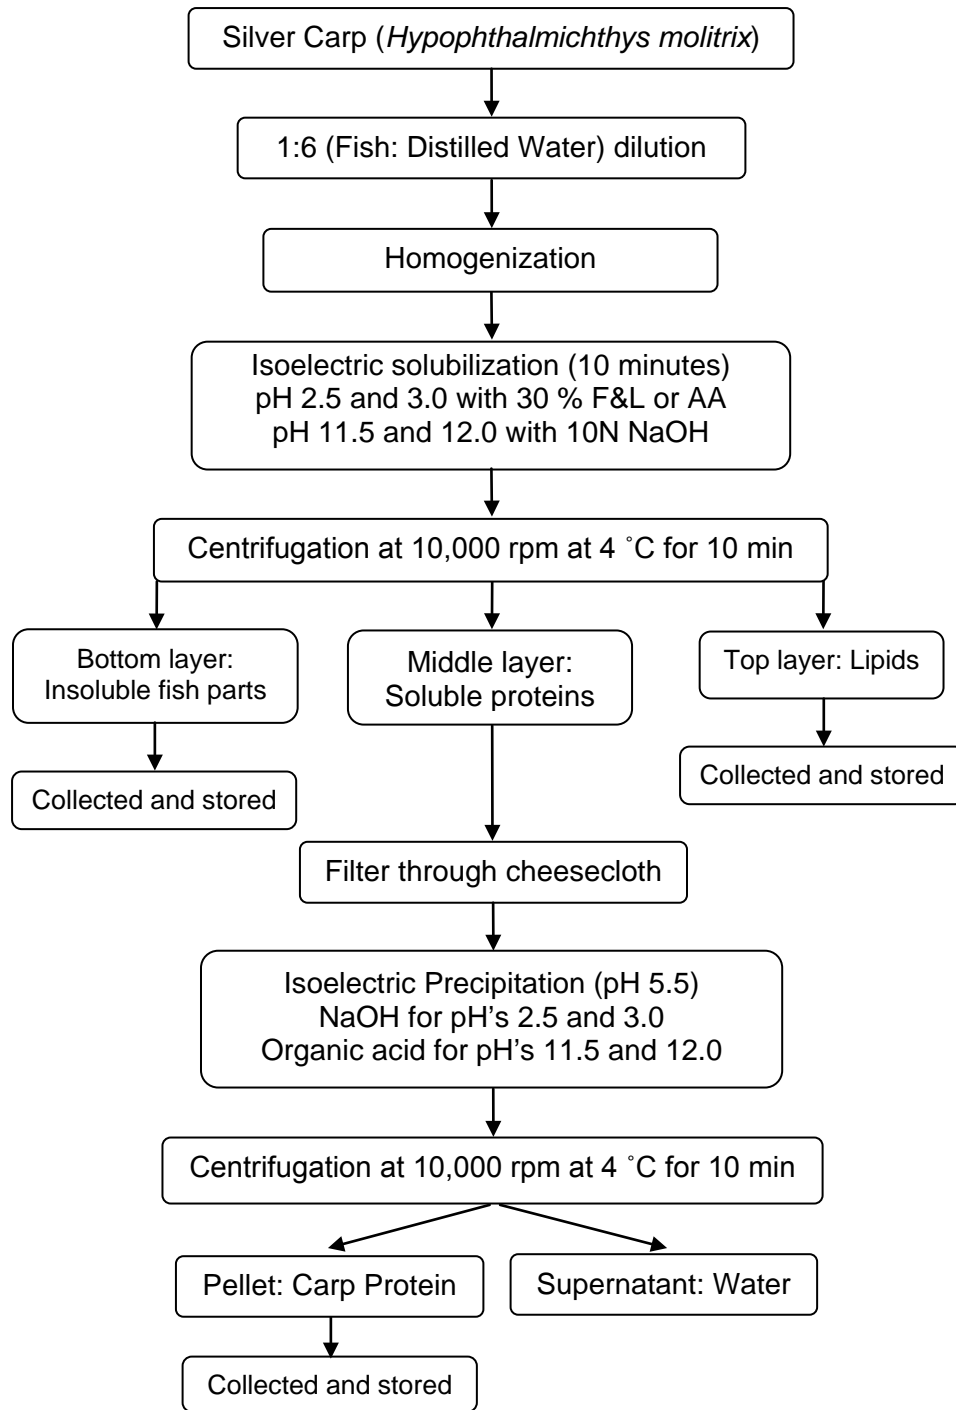 Silver Carp (Hypophthalmichthys molitrix)
1:6 (Fish: Distilled Water) dilution
Homogenization
Isoelectric solubilization (10 minutes)
pH 2.5 and 3.0 with 30 % F&L or AA
pH 11.5 and 12.0 with 10N NaOH
Centrifugation at 10,000 rpm at 4 ˚C for 10 min
Bottom layer:
Insoluble fish parts
Middle layer:
Soluble proteins
Top layer: Lipids
Collected and stored
Collected and stored
Filter through cheesecloth
Isoelectric Precipitation (pH 5.5)
NaOH for pH’s 2.5 and 3.0
Organic acid for pH’s 11.5 and 12.0
Centrifugation at 10,000 rpm at 4 ˚C for 10 min
Pellet: Carp Protein
Supernatant: Water
Collected and stored